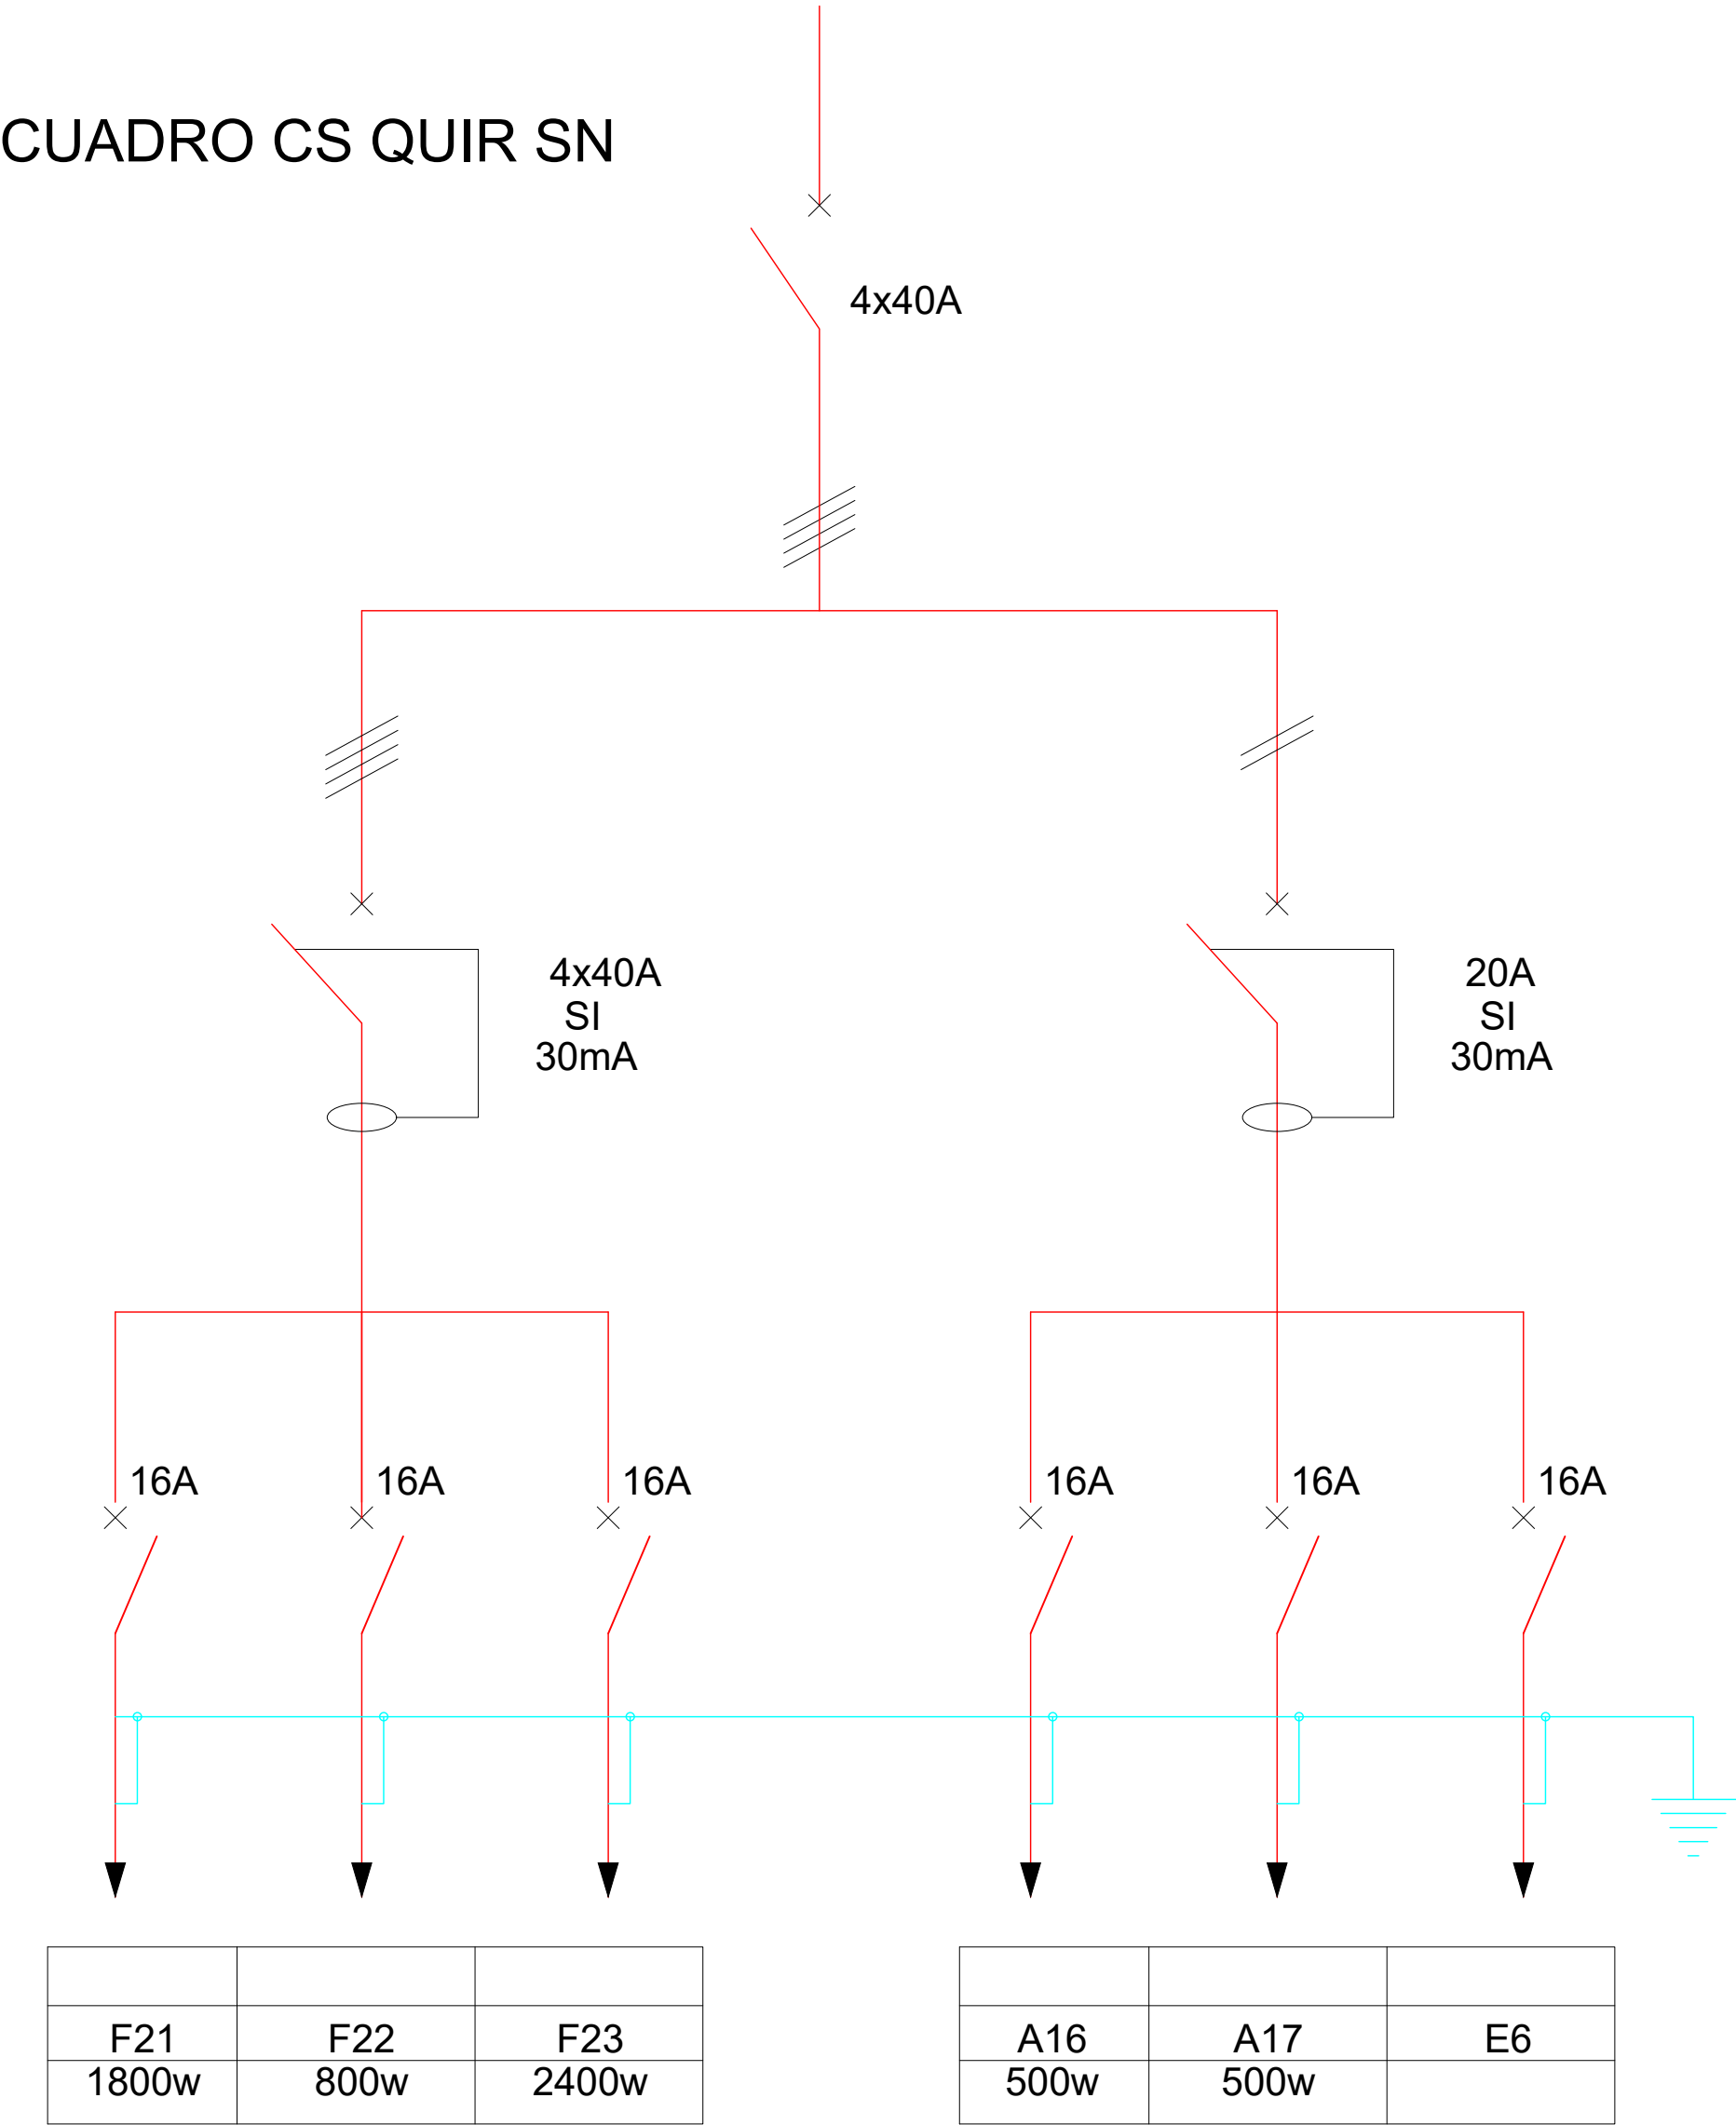 CUADRO CS QUIR SN
4x40A
4x40A
SI
30mA
20A
SI
30mA
16A 16A 16A 16A 16A 16A
F21 F22 F23
1800w 800w 2400w
A16 A17 E6
500w 500w